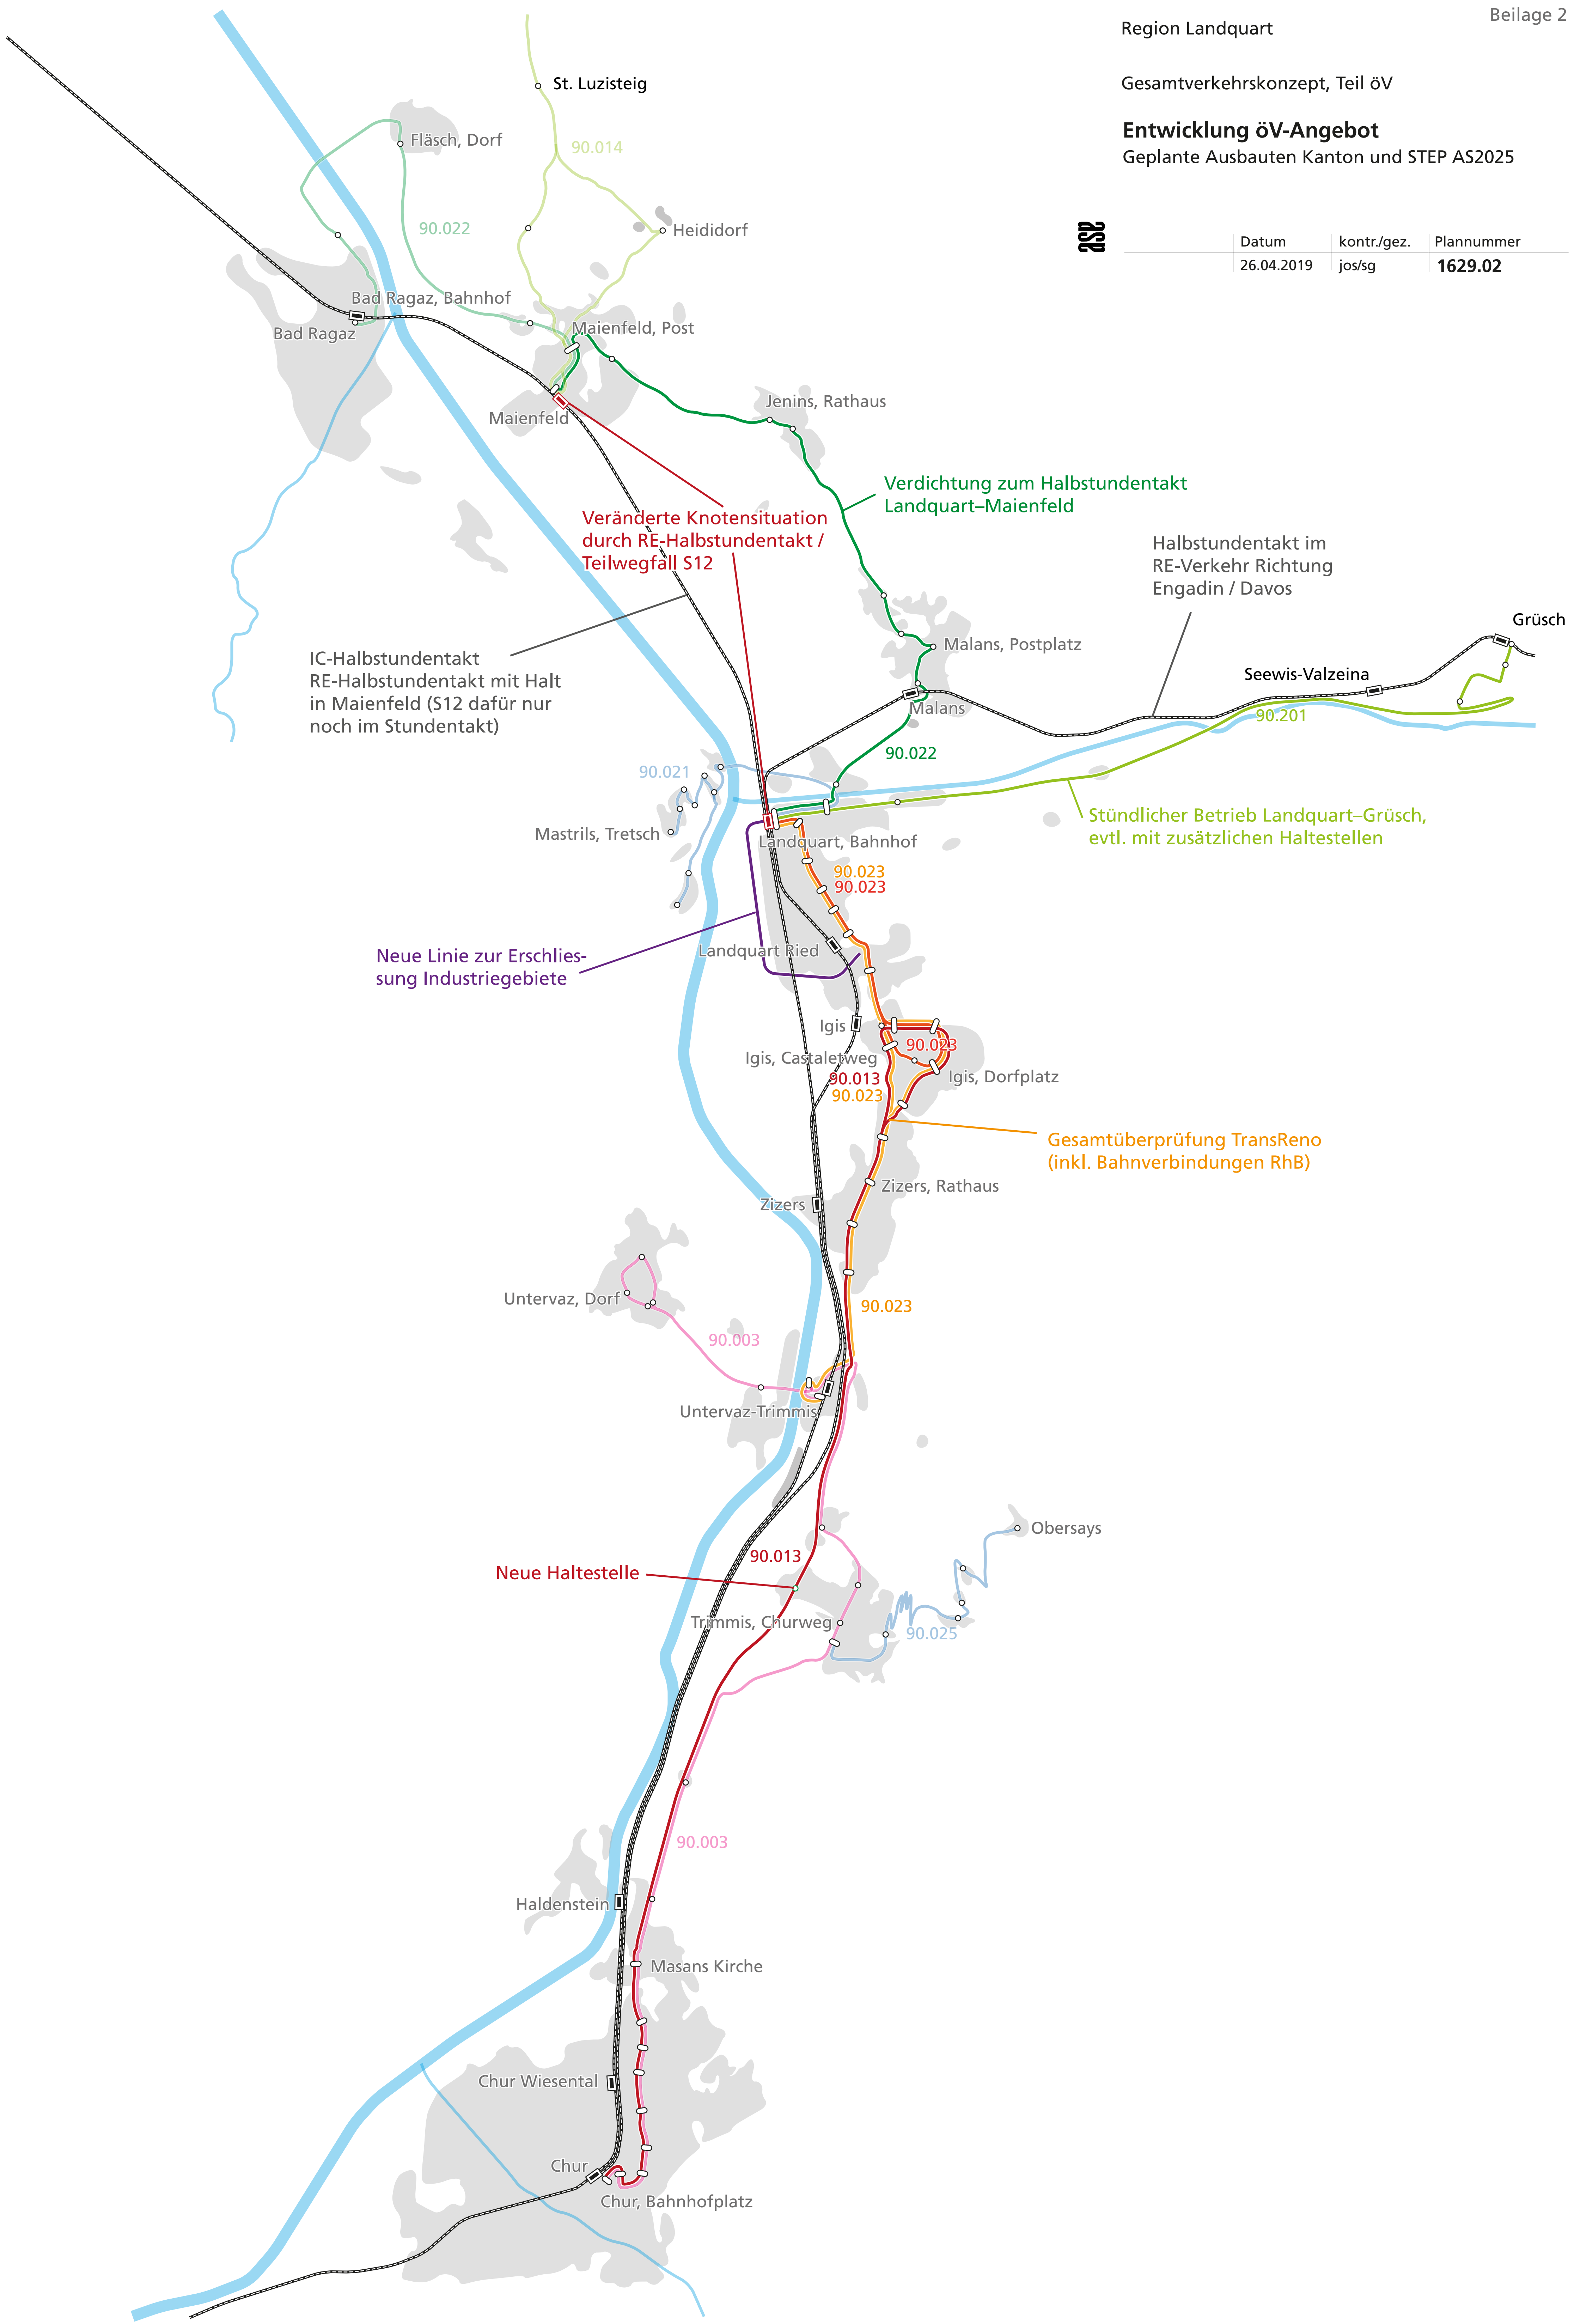 Beilage 2
Region Landquart
Gesamtverkehrskonzept, Teil öV
Entwicklung öV-Angebot
Geplante Ausbauten Kanton und STEP AS2025
asa
Datum
kontr./gez.
Plannummer
26.04.2019
jos/sg
1629.02
St. Luzisteig
Fläsch, Dorf
90.014
90.022
Heididorf
Bad Ragaz, Bahnhof
Bad Ragaz
Maienfeld, Post
Jenins, Rathaus
Maienfeld
Verdichtung zum Halbstundentakt
Landquart–Maienfeld
Veränderte Knotensituation
durch RE-Halbstundentakt /
Teilwegfall S12
Halbstundentakt im
RE-Verkehr Richtung
Engadin / Davos
Grüsch
Malans, Postplatz
IC-Halbstundentakt
RE-Halbstundentakt mit Halt
in Maienfeld (S12 dafür nur
noch im Stundentakt)
Seewis-Valzeina
Malans
90.201
90.022
90.021
Mastrils, Tretsch
Stündlicher Betrieb Landquart–Grüsch,
evtl. mit zusätzlichen Haltestellen
Landquart, Bahnhof
90.023
90.023
Neue Linie zur Erschlies-
sung Industriegebiete
Landquart Ried
Igis
90.023
Igis, Castaletweg
90.013
Igis, Dorfplatz
90.023
Gesamtüberprüfung TransReno
(inkl. Bahnverbindungen RhB)
Zizers, Rathaus
Zizers
Untervaz, Dorf
90.023
90.003
Untervaz-Trimmis
Obersays
90.013
Neue Haltestelle
Trimmis, Churweg
90.025
90.003
Haldenstein
Masans Kirche
Chur Wiesental
Chur
Chur, Bahnhofplatz